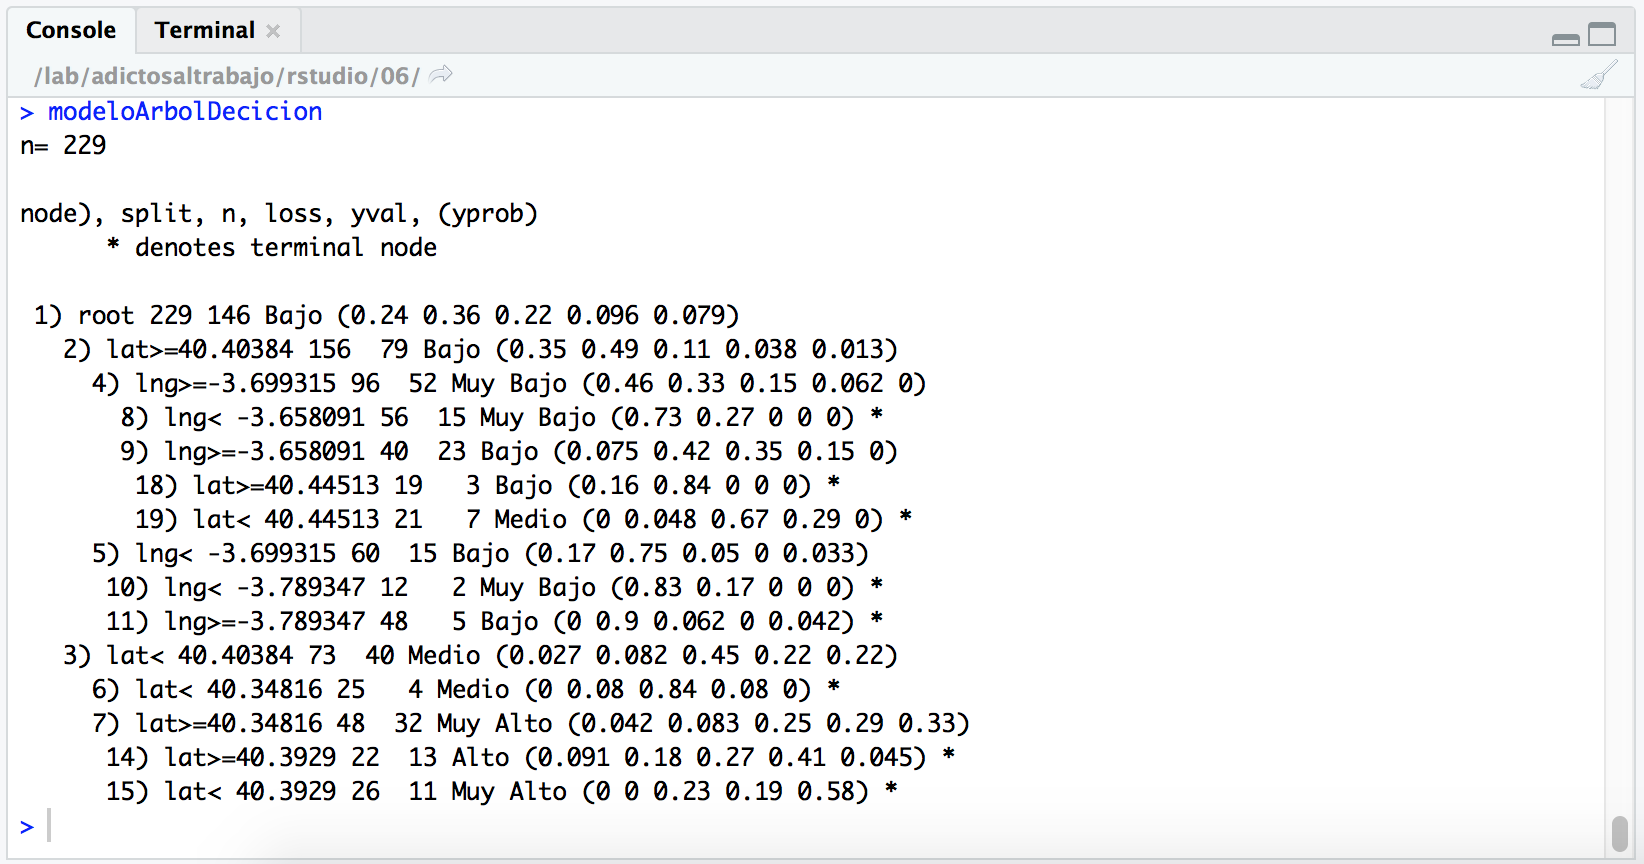 Console Terminal
/lab/adictosaltrabajo/rstudio/06/
> modeloArbolDecicion
n= 229
node), split, n, loss, yval, (yprob)
      * denotes terminal node
 1) root 229 146 Bajo (0.24 0.36 0.22 0.096 0.079)
   2) lat>=40.40384 156  79 Bajo (0.35 0.49 0.11 0.038 0.013)
     4) lng>=-3.699315 96  52 Muy Bajo (0.46 0.33 0.15 0.062 0)
       8) lng< -3.658091 56  15 Muy Bajo (0.73 0.27 0 0 0) *
       9) lng>=-3.658091 40  23 Bajo (0.075 0.42 0.35 0.15 0)
        18) lat>=40.44513 19   3 Bajo (0.16 0.84 0 0 0) *
        19) lat< 40.44513 21   7 Medio (0 0.048 0.67 0.29 0) *
     5) lng< -3.699315 60  15 Bajo (0.17 0.75 0.05 0 0.033)
      10) lng< -3.789347 12   2 Muy Bajo (0.83 0.17 0 0 0) *
      11) lng>=-3.789347 48   5 Bajo (0 0.9 0.062 0 0.042) *
   3) lat< 40.40384 73  40 Medio (0.027 0.082 0.45 0.22 0.22)
     6) lat< 40.34816 25   4 Medio (0 0.08 0.84 0.08 0) *
     7) lat>=40.34816 48  32 Muy Alto (0.042 0.083 0.25 0.29 0.33)
      14) lat>=40.3929 22  13 Alto (0.091 0.18 0.27 0.41 0.045) *
      15) lat< 40.3929 26  11 Muy Alto (0 0 0.23 0.19 0.58) *
>